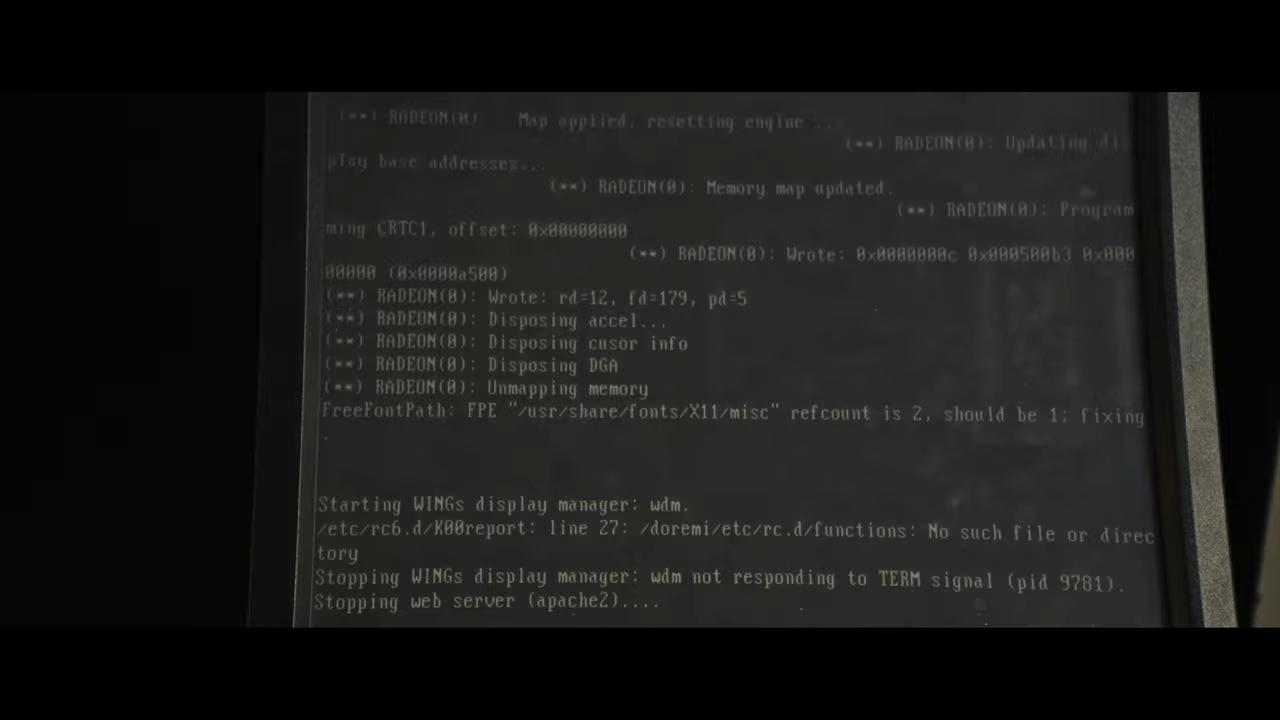 (**) RADEON(0) Map applied, resetting engine ...
(**) RADEON(0): Updating dis
play base addresses...
(**) RADEON(0): Memory map updated.
(**) RADEON(0): Program
ming CRTC1, offset: 0x00000000
(**) RADEON(0): Wrote: 0x0000000c 0x000500b3 0x000
00000 (0x0000a500)
(**) RADEON(0): Wrote: rd=12, fd=179, pd=5
(**) RADEON(0): Disposing accel...
(**) RADEON(0): Disposing cusor info
(**) RADEON(0): Disposing DGA
(**) RADEON(0): Unmapping memory
FreeFontPath: FPE "/usr/share/fonts/X11/misc" refcount is 2, should be 1; fixing
.
Starting WINGs display manager: wdm.
/etc/rc6.d/K00report: line 27: /doremi/etc/rc.d/functions: No such file or direc
tory
Stopping WINGs display manager: wdm not responding to TERM signal (pid 9781).
Stopping web server (apache2)....